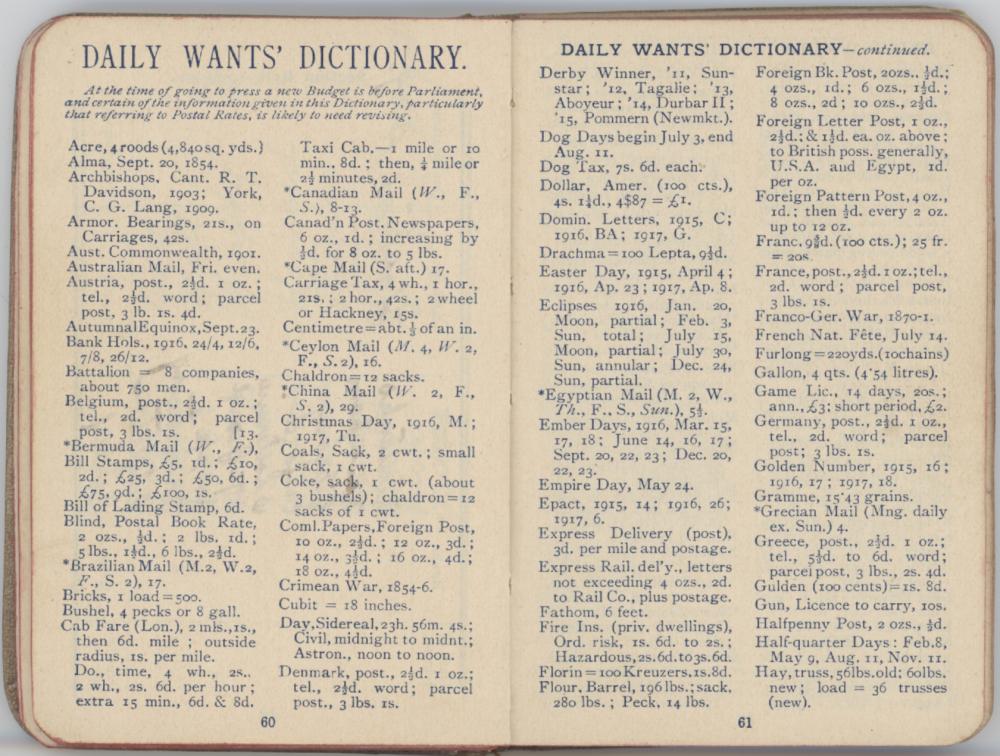 DAILY WANTS' DICTIONARY.
At the time of going to press a new Budget is before Parliament,
and certain of the information given in this Dictionary, particularly
that referring to Postal Rates, is likely to need revising.
Acre, 4 roods (4,840 sq. yds.)
Alma, Sept. 20, 1854.
Archbishops, Cant. R. T.
Davidson, 1903; York,
C. G. Lang, 1909.
Armor. Bearings, 21s., on
Carriages, 42s.
Aust. Commonwealth, 1901.
Australian Mail, Fri. even.
Austria, post., 2½d. 1 oz.;
tel., 2½d. word; parcel
post, 3 lb. 1s. 4d.
Autumnal Equinox, Sept. 23.
Bank Hols., 1916, 24/4, 12/6,
7/8, 26/12.
Battalion = 8 companies,
about 750 men.
Belgium, post., 2½d. 1 oz.;
tel., 2d. word; parcel
post, 3 lbs. 1s. [13.
*Bermuda Mail (W., F.),
Bill Stamps, £5, 1d.; £10,
2d.; £25, 3d.; £50, 6d.;
£75, 9d.; £100, 1s.
Bill of Lading Stamp, 6d.
Blind, Postal Book Rate,
2 ozs., ½d.; 2 lbs. 1d.;
5 lbs., 1½d., 6 lbs., 2½d.
*Brazilian Mail (M.2, W.2,
F., S. 2), 17.
Bricks, 1 load = 500.
Bushel, 4 pecks or 8 gall.
Cab Fare (Lon.), 2 mls., 1s.,
then 6d. mile; outside
radius, 1s. per mile.
Do., time, 4 wh., 2s..
2 wh., 2s. 6d. per hour;
extra 15 min., 6d. & 8d.
Taxi Cab.—1 mile or 10
min., 8d.; then, ¼ mile or
2½ minutes, 2d.
*Canadian Mail (W., F.,
S.), 8-13.
Canad'n Post. Newspapers,
6 oz., 1d.; increasing by
½d. for 8 oz. to 5 lbs.
*Cape Mail (S. aft.) 17.
Carriage Tax, 4 wh., 1 hor.,
21s.; 2 hor., 42s.; 2 wheel
or Hackney, 15s.
Centimetre = abt. ⅓ of an in.
*Ceylon Mail (M. 4, W. 2,
F., S. 2), 16.
Chaldron = 12 sacks.
*China Mail (W. 2, F.,
S. 2), 29.
Christmas Day, 1916, M.;
1917, Tu.
Coals, Sack, 2 cwt.; small
sack, 1 cwt.
Coke, sack, 1 cwt. (about
3 bushels); chaldron = 12
sacks of 1 cwt.
Coml. Papers, Foreign Post,
10 oz., 2½d.; 12 oz., 3d.;
14 oz., 3½d.; 16 oz., 4d.;
18 oz., 4½d.
Crimean War, 1854-6.
Cubit = 18 inches.
Day, Sidereal, 23h. 56m. 4s.;
Civil, midnight to midnt.;
Astron., noon to noon.
Denmark, post., 2½d. 1 oz.;
tel., 2½d. word; parcel
post., 3 lbs. 1s.
60
DAILY WANTS' DICTIONARY—continued.
Derby Winner, '11, Sun-
star; '12, Tagalie; '13,
Aboyeur; '14, Durbar II;
'15, Pommern (Newmkt.).
Dog Days begin July 3, end
Aug. 11.
Dog Tax, 7s. 6d. each.
Dollar, Amer. (100 cts.),
4s. 1½d., 4$87 = £1.
Domin. Letters, 1915, C;
1916, BA; 1917, G.
Drachma = 100 Lepta, 9½d.
Easter Day, 1915, April 4;
1916, Ap. 23; 1917, Ap. 8.
Eclipses 1916, Jan. 20,
Moon, partial; Feb. 3,
Sun, total; July 15,
Moon, partial; July 30,
Sun, annular; Dec. 24,
Sun, partial.
*Egyptian Mail (M. 2, W.,
Th., F., S., Sun.), 5½.
Ember Days, 1916, Mar. 15,
17, 18; June 14, 16, 17;
Sept. 20, 22, 23; Dec. 20,
22, 23.
Empire Day, May 24.
Epact, 1915, 14; 1916, 26;
1917, 6.
Express Delivery (post),
3d. per mile and postage.
Express Rail. del'y., letters
not exceeding 4 ozs., 2d.
to Rail Co., plus postage.
Fathom, 6 feet.
Fire Ins. (priv. dwellings),
Ord. risk, 1s. 6d. to 2s.;
Hazardous, 2s. 6d. to 3s. 6d.
Florin = 100 Kreuzers. 1s. 8d.
Flour, Barrel, 196 lbs.; sack,
280 lbs.; Peck, 14 lbs.
Foreign Bk. Post, 2ozs.. ½d.;
4 ozs., 1d.; 6 ozs., 1½d.;
8 ozs., 2d; 10 ozs., 2½d.
Foreign Letter Post, 1 oz.,
2½d.; & 1½d. ea. oz. above;
to British poss. generally,
U.S.A. and Egypt, 1d.
per oz.
Foreign Pattern Post, 4 oz.,
1d.; then ½d. every 2 oz.
up to 12 oz.
Franc. 9⅝d. (100 cts.); 25 fr.
= 20s.
France, post., 2½d. 1 oz.; tel.,
2d. word; parcel post,
3 lbs. 1s.
Franco-Ger. War, 1870-1.
French Nat. Fête, July 14.
Furlong = 220yds. (10chains)
Gallon, 4 qts. (4'54 litres).
Game Lic., 14 days, 20s.;
ann., £3; short period, £2.
Germany, post., 2½d. 1 oz.,
tel., 2d. word; parcel
post; 3 lbs. 1s.
Golden Number, 1915, 16;
1916, 17; 1917, 18.
Gramme, 15'43 grains.
*Grecian Mail (Mng. daily
ex. Sun.) 4.
Greece, post., 2½d. 1 oz.;
tel., 5½d. to 6d. word;
parcel post, 3 lbs., 2s. 4d.
Gulden (100 cents) = 1s. 8d.
Gun, Licence to carry, 10s.
Halfpenny Post, 2 ozs., ½d.
Half-quarter Days: Feb. 8,
May 9, Aug. 11, Nov. 11.
Hay, truss, 56lbs. old; 60lbs.
new; load = 36 trusses
(new).
61